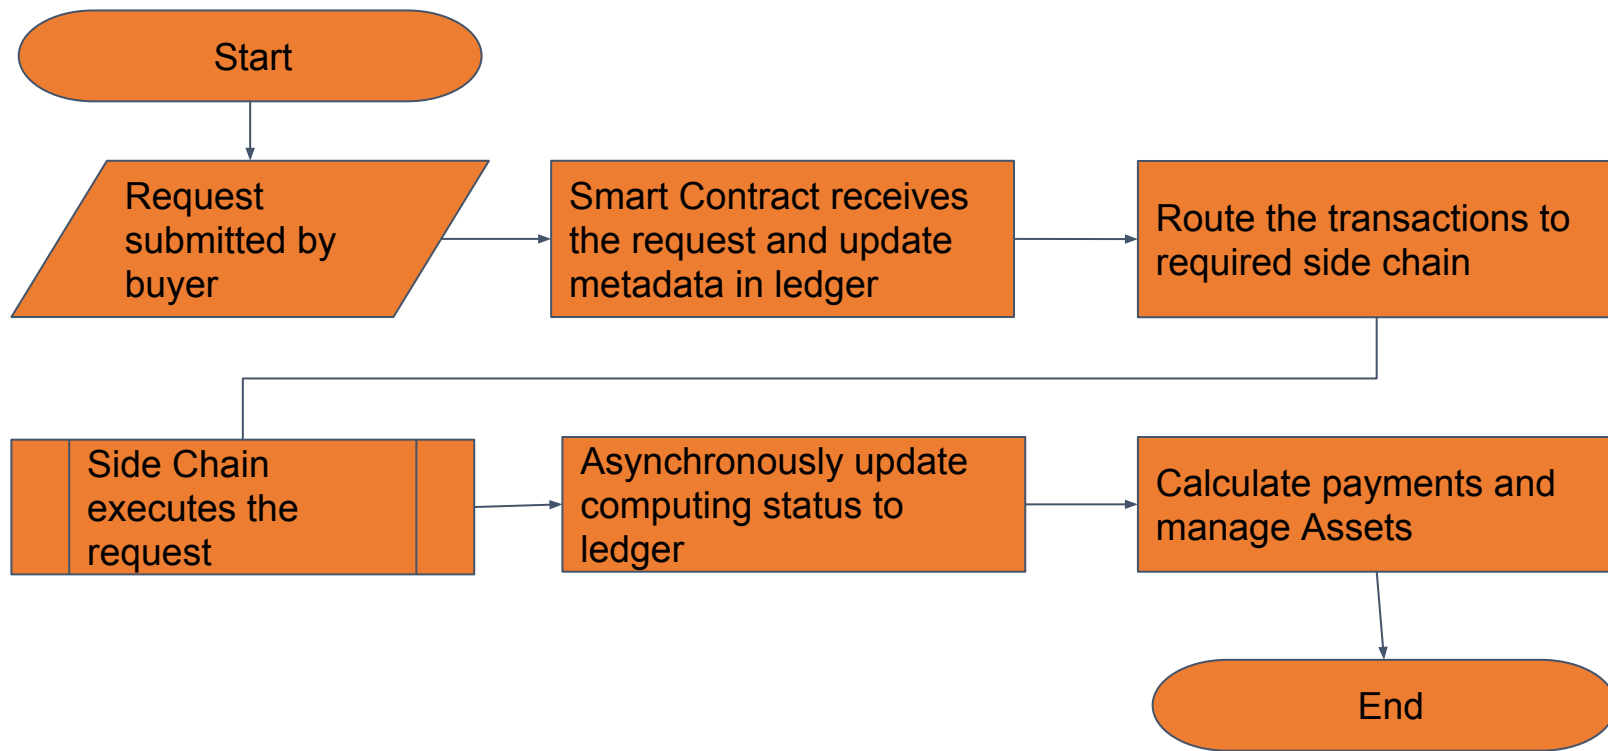 Start
Request
submitted by
buyer
Smart Contract receives
the request and update
metadata in ledger
Route the transactions to
required side chain
Side Chain
executes the
request
Asynchronously update
computing status to
ledger
Calculate payments and
manage Assets
End